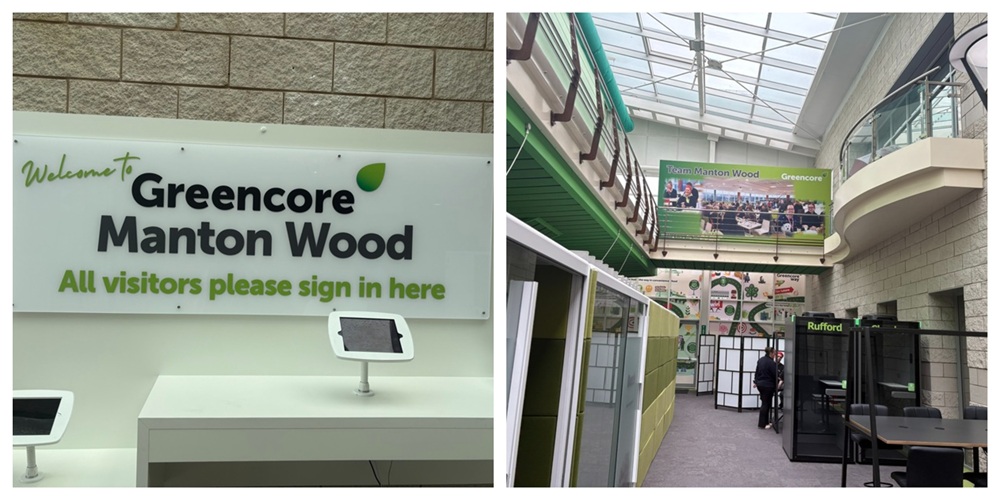 Welcome to
Greencore
Manton Wood
All visitors please sign in here
Team Manton Wood
Greencore
Rufford